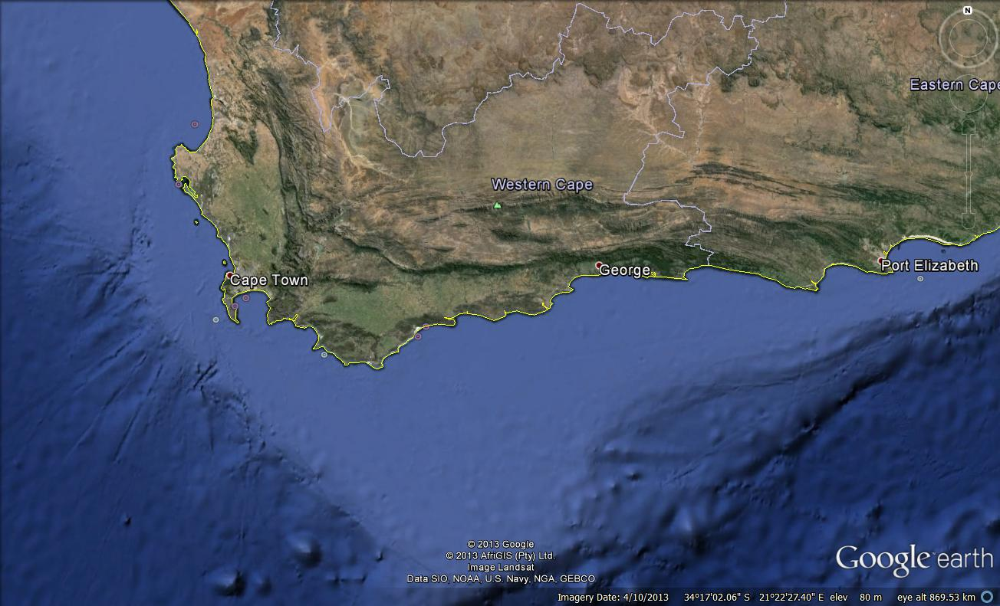 N
Eastern Cape
Western Cape
George
Port Elizabeth
Cape Town
© 2013 Google
© 2013 AfriGIS (Pty) Ltd.
Image Landsat
Data SIO, NOAA, U.S. Navy, NGA, GEBCO
Google earth
Imagery Date: 4/10/2013 34°17'02.06" S 21°22'27.40" E elev 80 m eye alt 869.53 km